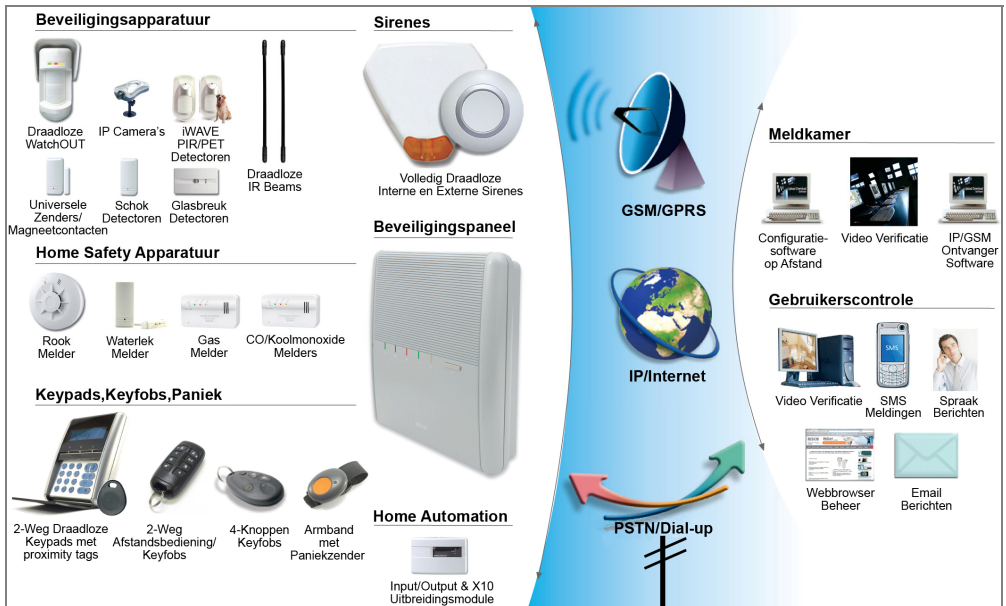 Beveiligingsapparatuur
Draadloze
WatchOUT
IP Camera's
iWAVE
PIR/PET
Detectoren
Draadloze
IR Beams
Universele
Zenders/
Magneetcontacten
Schok
Detectoren
Glasbreuk
Detectoren
Home Safety Apparatuur
Rook
Melder
Waterlek
Melder
Gas
Melder
CO/Koolmonoxide
Melders
Keypads,Keyfobs,Paniek
2-Weg Draadloze
Keypads met
proximity tags
2-Weg
Afstandsbediening/
Keyfobs
4-Knoppen
Keyfobs
Armband
met
Paniekzender
Sirenes
Volledig Draadloze
Interne en Externe Sirenes
Beveiligingspaneel
Home Automation
Input/Output & X10
Uitbreidingsmodule
GSM/GPRS
IP/Internet
PSTN/Dial-up
Meldkamer
Configuratie-
software
op Afstand
Video Verificatie
IP/GSM
Ontvanger
Software
Gebruikerscontrole
Video Verificatie
SMS
SMS
Meldingen
Spraak
Berichten
Webbrowser
Beheer
Email
Berichten